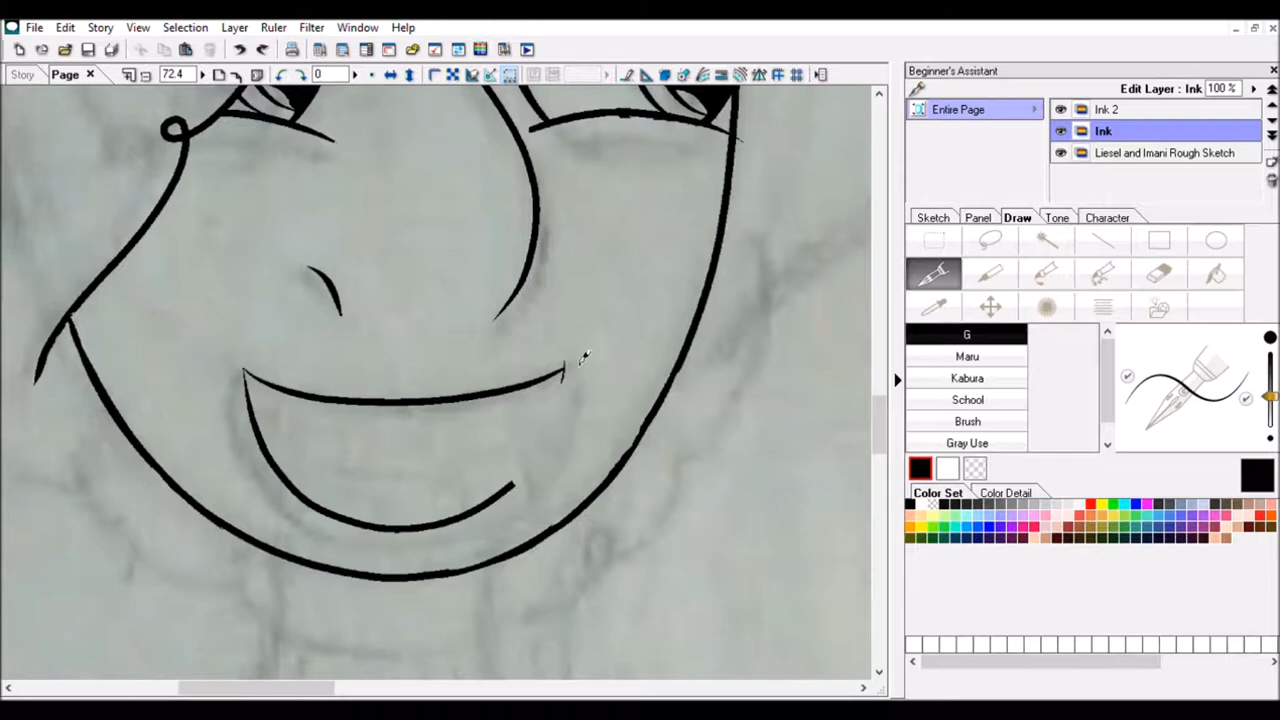 File Edit Story View Selection Layer Ruler Filter Window Help
Story Page 72.4 0
Beginner's Assistant
Edit Layer : Ink 100 %
Entire Page
Ink 2
Ink
Liesel and Imani Rough Sketch
Sketch Panel Draw Tone Character
G
Maru
Kabura
School
Brush
Gray Use
Color Set Color Detail